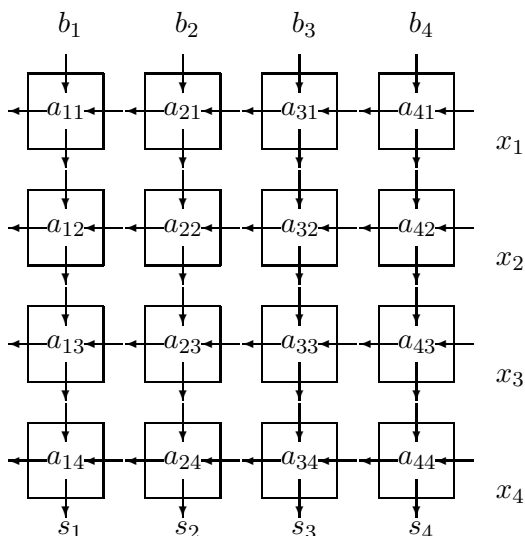 b₁ b₂ b₃ b₄
a₁₁ a₂₁ a₃₁ a₄₁
x₁
a₁₂ a₂₂ a₃₂ a₄₂
x₂
a₁₃ a₂₃ a₃₃ a₄₃
x₃
a₁₄ a₂₄ a₃₄ a₄₄
x₄
s₁ s₂ s₃ s₄